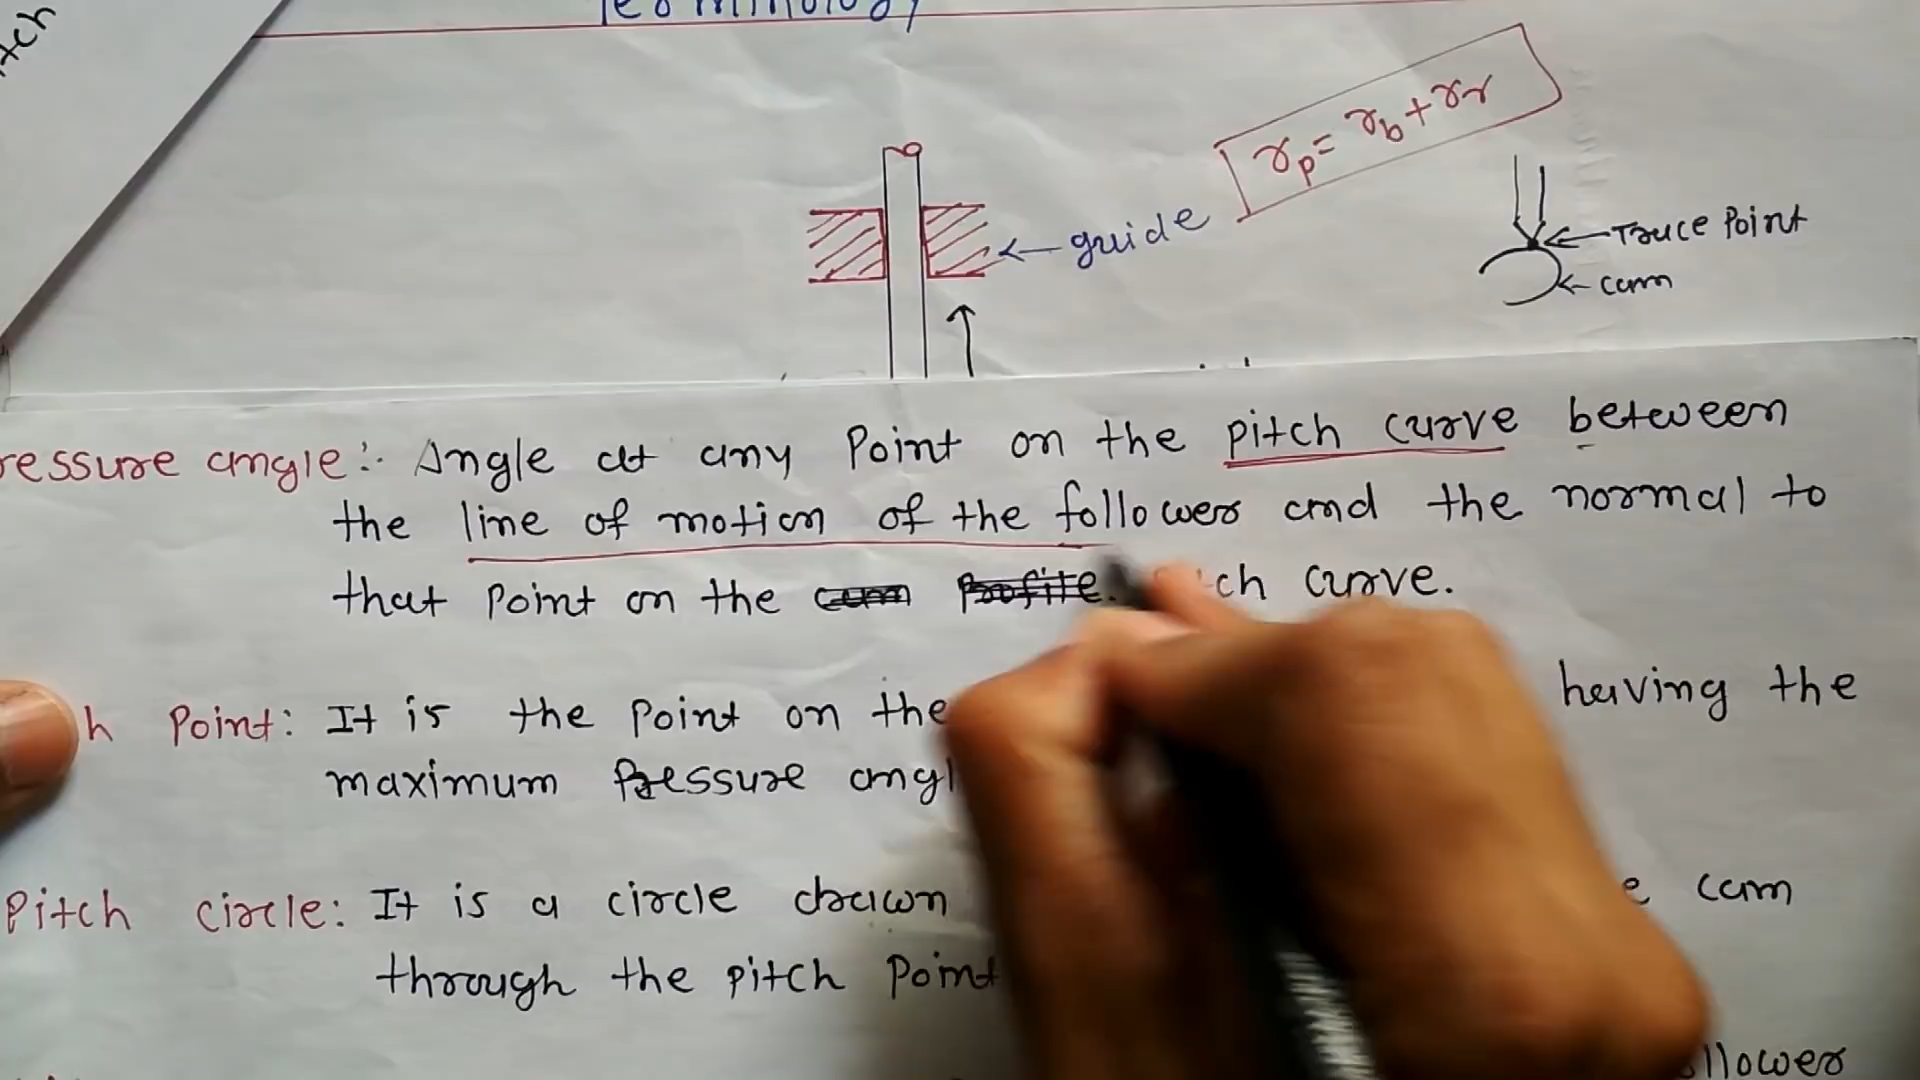 Terminology
rp = rb + rr
guide
Trace Point
cam
ressure angle:- Angle at any Point on the pitch curve between
the line of motion of the follower and the normal to
that point on the cam Profile. ch curve.
h Point: It is the point on the having the
maximum Pressure angl
Pitch circle: It is a circle drawn e cam
through the pitch Point
ollower